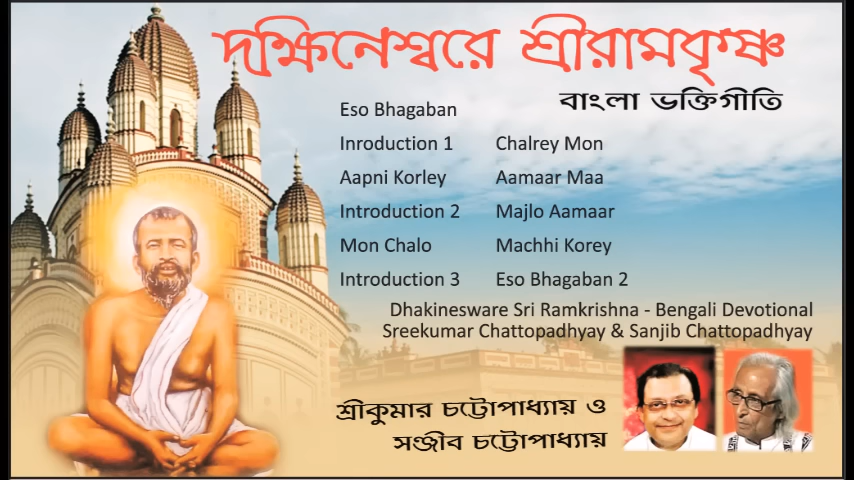 দক্ষিনেশ্বরে শ্রীরামকৃষ্ণ
বাংলা ভক্তিগীতি
Eso Bhagaban
Inroduction 1
Aapni Korley
Introduction 2
Mon Chalo
Introduction 3
Chalrey Mon
Aamaar Maa
Majlo Aamaar
Machhi Korey
Eso Bhagaban 2
Dhakinesware Sri Ramkrishna - Bengali Devotional
Sreekumar Chattopadhyay & Sanjib Chattopadhyay
শ্রীকুমার চট্টোপাধ্যায় ও
সঞ্জীব চট্টোপাধ্যায়